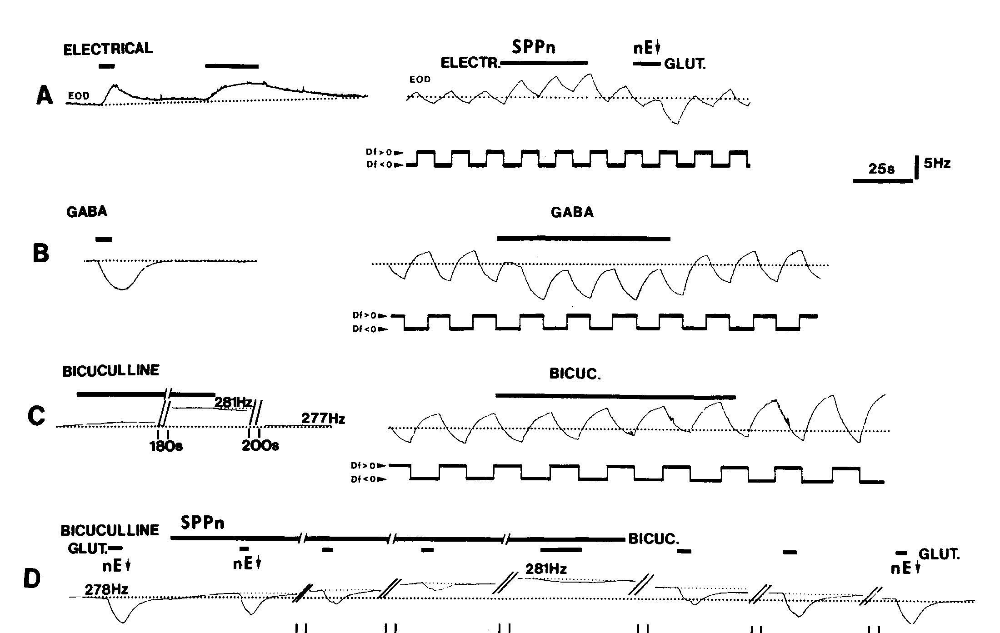 ELECTRICAL
SPPn
nE↓
ELECTR.
GLUT.
A
EOD
EOD
Df>0►
Df<0►
25s
5Hz
GABA
GABA
B
Df>0►
Df<0►
BICUCULLINE
BICUC.
C
281Hz
277Hz
180s
200s
Df>0►
Df<0►
SPPn
BICUCULLINE
BICUC.
GLUT.
GLUT.
nE↓
nE↓
nE↓
D
278Hz
281Hz